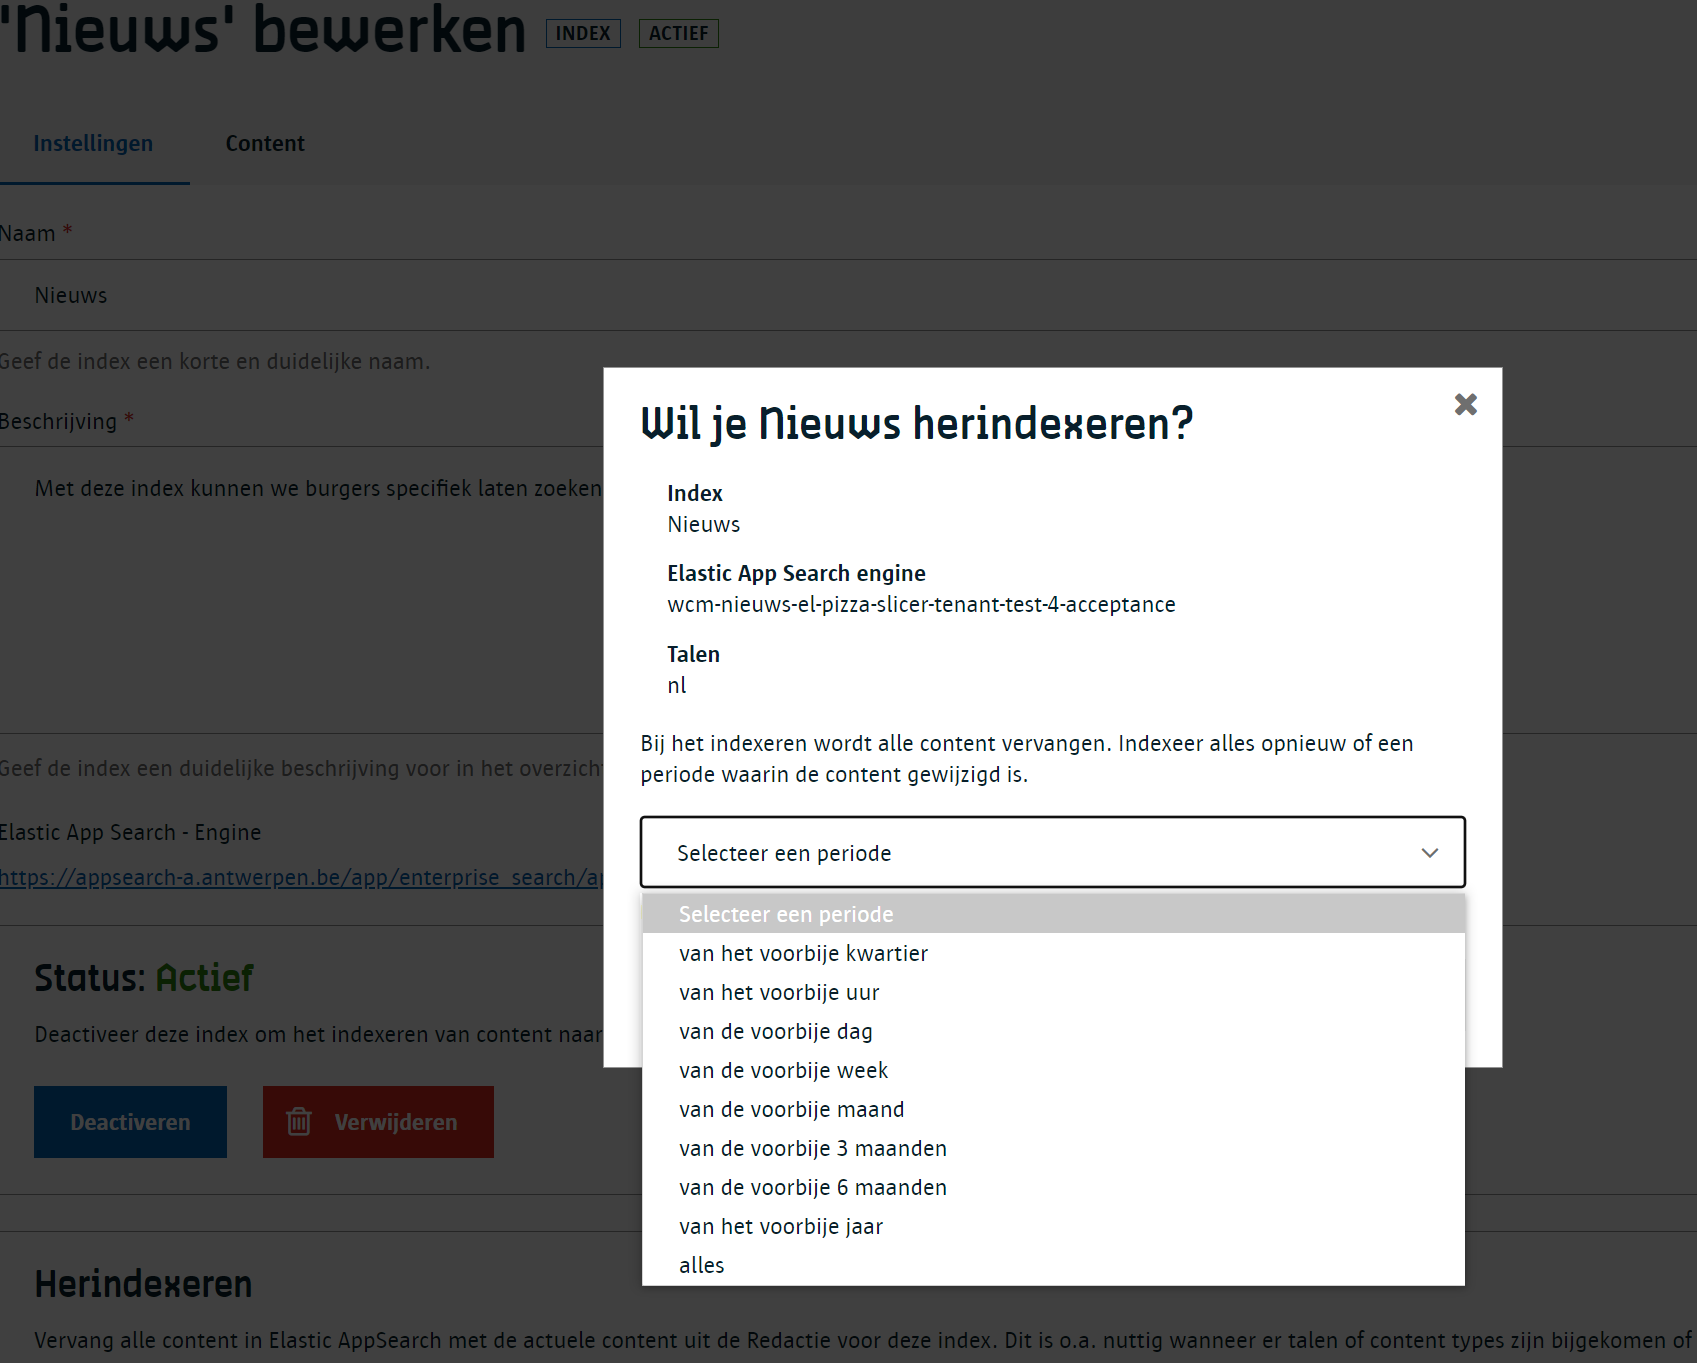 'Nieuws' bewerken INDEX ACTIEF
Instellingen Content
Naam *
Nieuws
Geef de index een korte en duidelijke naam.
Beschrijving *
Met deze index kunnen we burgers specifiek laten zoeken
Geef de index een duidelijke beschrijving voor in het overzicht
Elastic App Search - Engine
https://appsearch-a.antwerpen.be/app/enterprise_search/ap
Status: Actief
Deactiveer deze index om het indexeren van content naar
Deactiveren Verwijderen
Herindexeren
Vervang alle content in Elastic AppSearch met de actuele content uit de Redactie voor deze index. Dit is o.a. nuttig wanneer er talen of content types zijn bijgekomen of
Wil je Nieuws herindexeren?
Index
Nieuws
Elastic App Search engine
wcm-nieuws-el-pizza-slicer-tenant-test-4-acceptance
Talen
nl
Bij het indexeren wordt alle content vervangen. Indexeer alles opnieuw of een
periode waarin de content gewijzigd is.
Selecteer een periode
Selecteer een periode
van het voorbije kwartier
van het voorbije uur
van de voorbije dag
van de voorbije week
van de voorbije maand
van de voorbije 3 maanden
van de voorbije 6 maanden
van het voorbije jaar
alles